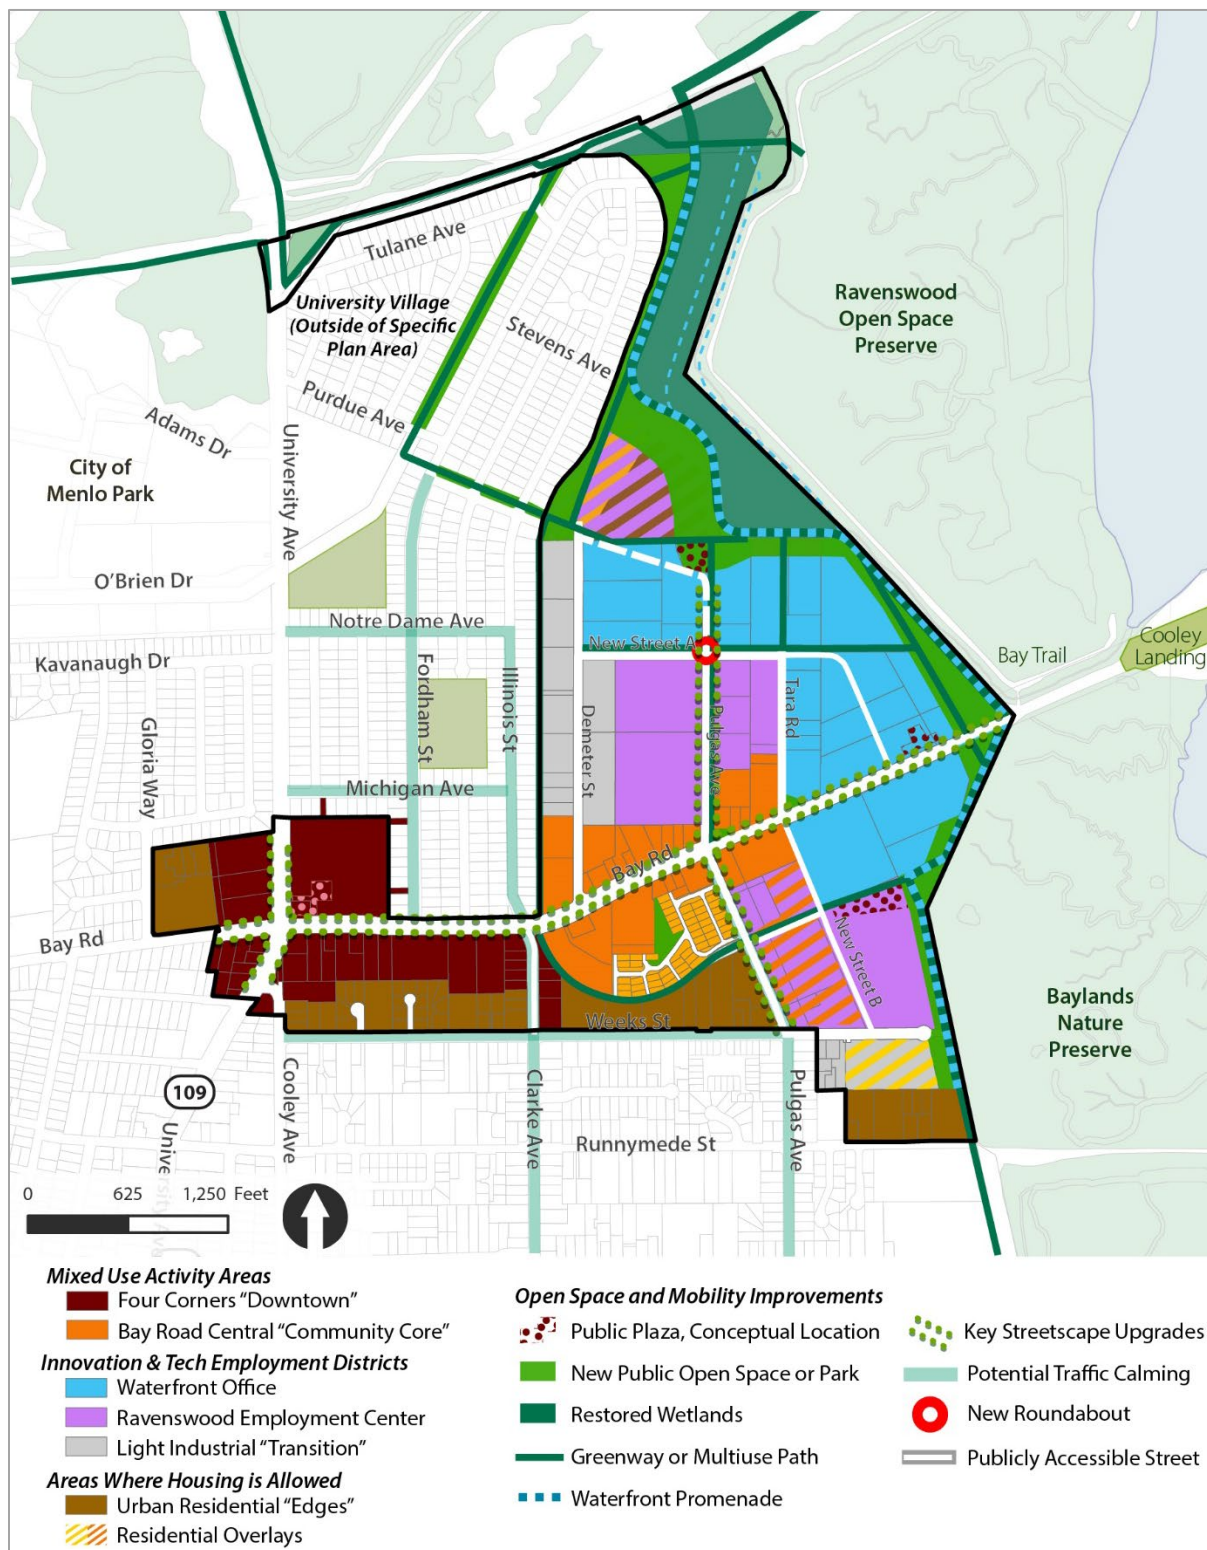 Tulane Ave
University Village
(Outside of Specific
Plan Area)
Stevens Ave
Purdue Ave
Ravenswood
Open Space
Preserve
Adams Dr
City of
Menlo Park
University Ave
O'Brien Dr
Notre Dame Ave
Kavanaugh Dr
Fordham St
Illinois St
New Street A
Demeter St
Pulgas Ave
Tara Rd
Bay Trail
Cooley
Landing
Gloria Way
Michigan Ave
Bay Rd
Bay Rd
New Street B
Weeks St
Baylands
Nature
Preserve
109
Cooley Ave
Clarke Ave
Pulgas Ave
Runnymede St
University Ave
0 625 1,250 Feet
Mixed Use Activity Areas
Four Corners “Downtown”
Bay Road Central “Community Core”
Innovation & Tech Employment Districts
Waterfront Office
Ravenswood Employment Center
Light Industrial “Transition”
Areas Where Housing is Allowed
Urban Residential “Edges”
Residential Overlays
Open Space and Mobility Improvements
Public Plaza, Conceptual Location
New Public Open Space or Park
Restored Wetlands
Greenway or Multiuse Path
Waterfront Promenade
Key Streetscape Upgrades
Potential Traffic Calming
New Roundabout
Publicly Accessible Street